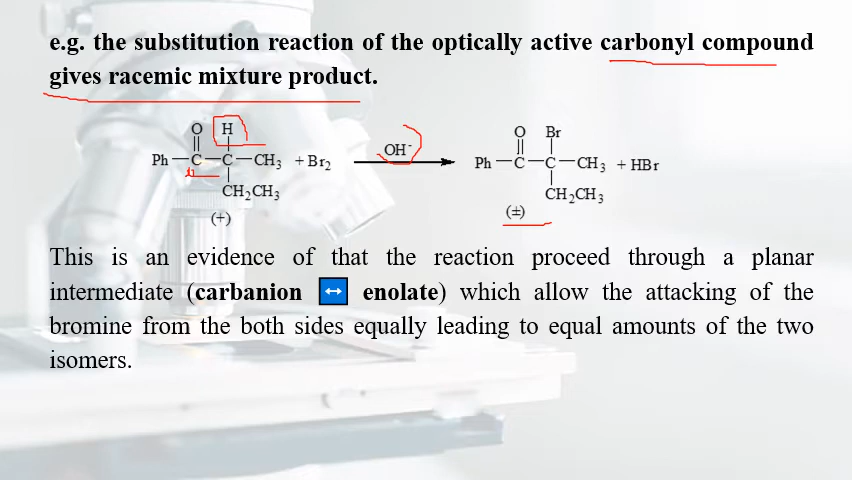 e.g. the substitution reaction of the optically active carbonyl compound
gives racemic mixture product.
O H
Ph—C—C—CH₃ + Br₂
CH₂CH₃
(+)
OH⁻
O Br
Ph—C—C—CH₃ + HBr
CH₂CH₃
(±)
This is an evidence of that the reaction proceed through a planar
intermediate (carbanion ↔ enolate) which allow the attacking of the
bromine from the both sides equally leading to equal amounts of the two
isomers.